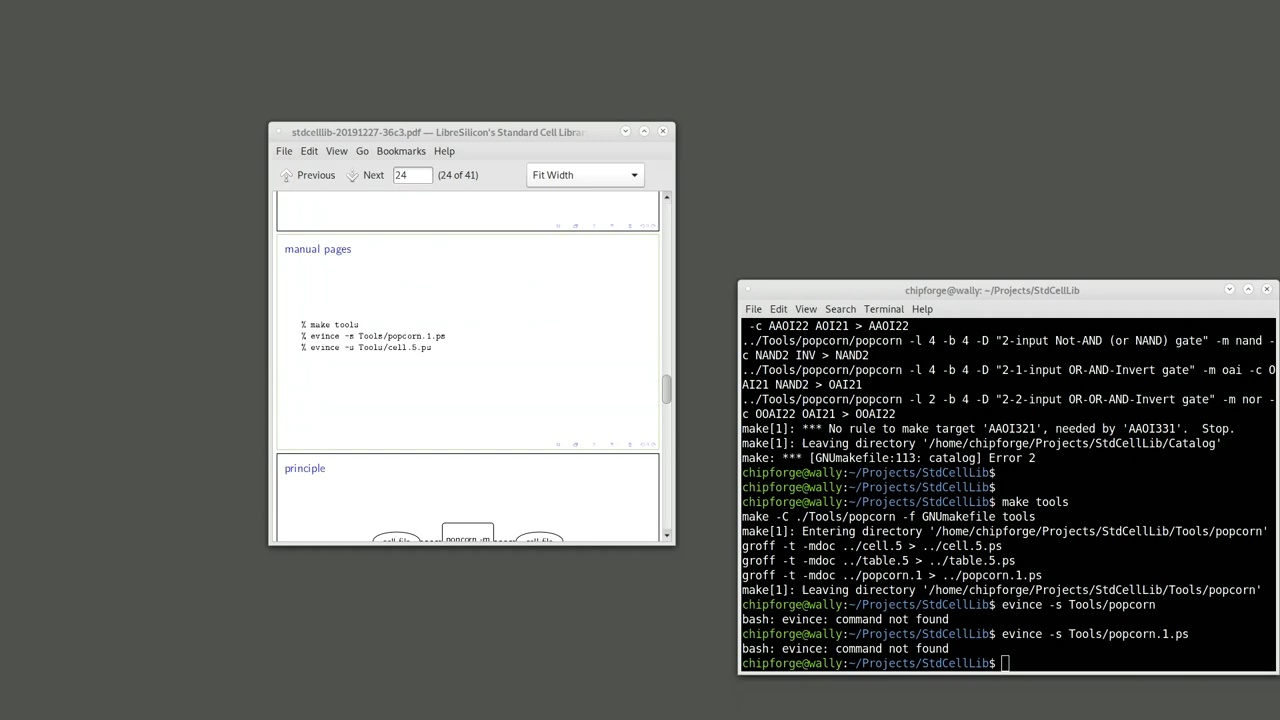 stdcelllib-20191227-36c3.pdf — LibreSilicon's Standard Cell Librar
File Edit View Go Bookmarks Help
Previous Next 24 (24 of 41) Fit Width
manual pages
% make tools
% evince -s Tools/popcorn.1.ps
% evince -s Tools/cell.5.ps
principle
cell file popcorn -m cell file
chipforge@wally: ~/Projects/StdCellLib
File Edit View Search Terminal Help
-c AAOI22 AOI21 > AAOI22
../Tools/popcorn/popcorn -l 4 -b 4 -D "2-input Not-AND (or NAND) gate" -m nand -
c NAND2 INV > NAND2
../Tools/popcorn/popcorn -l 4 -b 4 -D "2-1-input OR-AND-Invert gate" -m oai -c O
AI21 NAND2 > OAI21
../Tools/popcorn/popcorn -l 2 -b 4 -D "2-2-input OR-OR-AND-Invert gate" -m nor -
c OOAI22 OAI21 > OOAI22
make[1]: *** No rule to make target 'AAOI321', needed by 'AAOI331'.  Stop.
make[1]: Leaving directory '/home/chipforge/Projects/StdCellLib/Catalog'
make: *** [GNUmakefile:113: catalog] Error 2
chipforge@wally:~/Projects/StdCellLib$
chipforge@wally:~/Projects/StdCellLib$
chipforge@wally:~/Projects/StdCellLib$ make tools
make -C ./Tools/popcorn -f GNUmakefile tools
make[1]: Entering directory '/home/chipforge/Projects/StdCellLib/Tools/popcorn'
groff -t -mdoc ../cell.5 > ../cell.5.ps
groff -t -mdoc ../table.5 > ../table.5.ps
groff -t -mdoc ../popcorn.1 > ../popcorn.1.ps
make[1]: Leaving directory '/home/chipforge/Projects/StdCellLib/Tools/popcorn'
chipforge@wally:~/Projects/StdCellLib$ evince -s Tools/popcorn
bash: evince: command not found
chipforge@wally:~/Projects/StdCellLib$ evince -s Tools/popcorn.1.ps
bash: evince: command not found
chipforge@wally:~/Projects/StdCellLib$